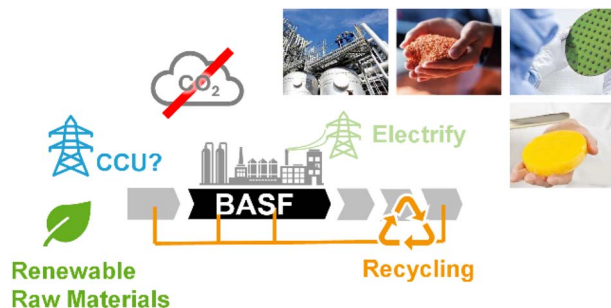 CO2
CCU?
Electrify
BASF
Renewable
Raw Materials
Recycling